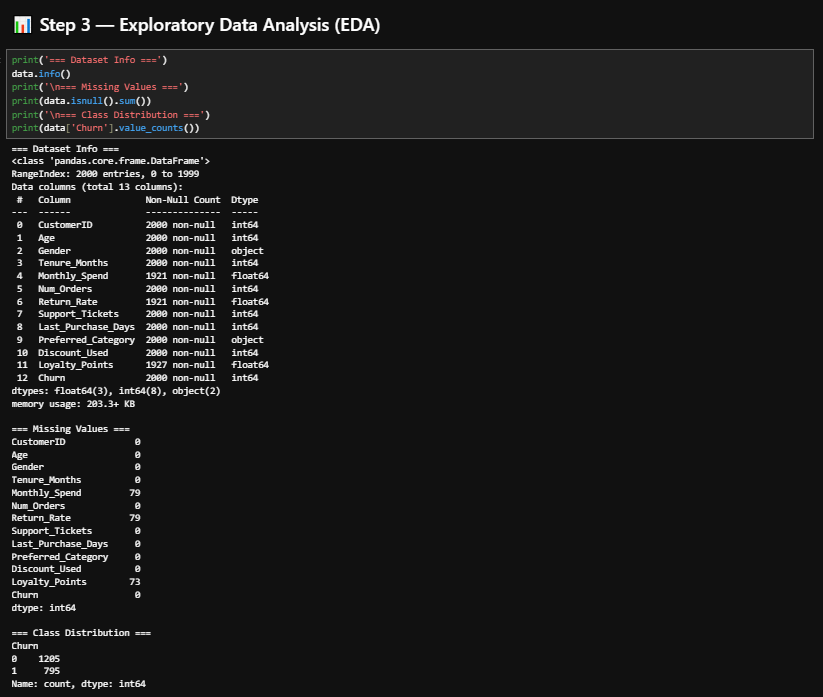 📊 Step 3 — Exploratory Data Analysis (EDA)
print('=== Dataset Info ===')
data.info()
print('\n=== Missing Values ===')
print(data.isnull().sum())
print('\n=== Class Distribution ===')
print(data['Churn'].value_counts())
=== Dataset Info ===
<class 'pandas.core.frame.DataFrame'>
RangeIndex: 2000 entries, 0 to 1999
Data columns (total 13 columns):
 #   Column              Non-Null Count  Dtype
---  ------              --------------  -----
 0   CustomerID          2000 non-null   int64
 1   Age                 2000 non-null   int64
 2   Gender              2000 non-null   object
 3   Tenure_Months       2000 non-null   int64
 4   Monthly_Spend       1921 non-null   float64
 5   Num_Orders          2000 non-null   int64
 6   Return_Rate         1921 non-null   float64
 7   Support_Tickets     2000 non-null   int64
 8   Last_Purchase_Days  2000 non-null   int64
 9   Preferred_Category  2000 non-null   object
 10  Discount_Used       2000 non-null   int64
 11  Loyalty_Points      1927 non-null   float64
 12  Churn               2000 non-null   int64
dtypes: float64(3), int64(8), object(2)
memory usage: 203.3+ KB
=== Missing Values ===
CustomerID             0
Age                    0
Gender                 0
Tenure_Months          0
Monthly_Spend         79
Num_Orders             0
Return_Rate           79
Support_Tickets        0
Last_Purchase_Days     0
Preferred_Category     0
Discount_Used          0
Loyalty_Points        73
Churn                  0
dtype: int64
=== Class Distribution ===
Churn
0    1205
1     795
Name: count, dtype: int64